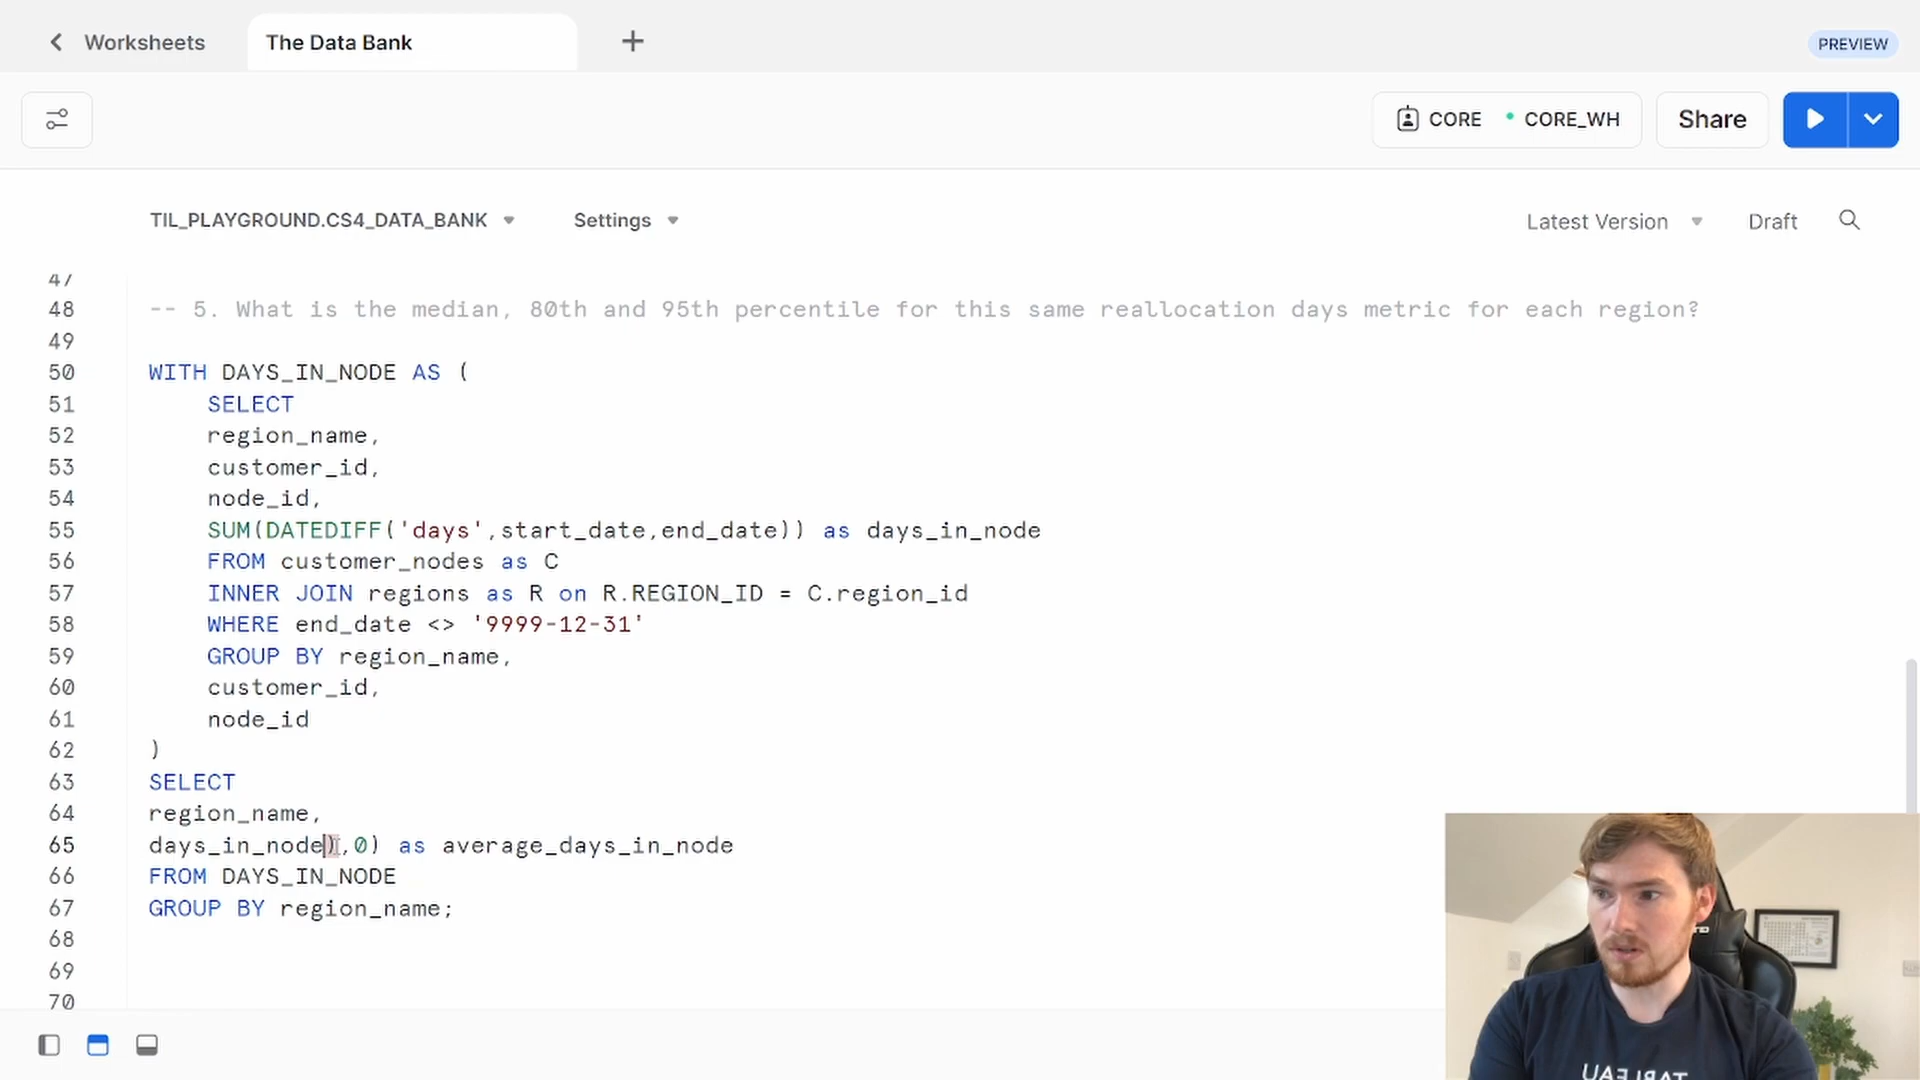 Worksheets
The Data Bank
PREVIEW
CORE
CORE_WH
Share
TIL_PLAYGROUND.CS4_DATA_BANK
Settings
Latest Version
Draft
47
48 -- 5. What is the median, 80th and 95th percentile for this same reallocation days metric for each region?
49
50 WITH DAYS_IN_NODE AS (
51 SELECT
52 region_name,
53 customer_id,
54 node_id,
55 SUM(DATEDIFF('days',start_date,end_date)) as days_in_node
56 FROM customer_nodes as C
57 INNER JOIN regions as R on R.REGION_ID = C.region_id
58 WHERE end_date <> '9999-12-31'
59 GROUP BY region_name,
60 customer_id,
61 node_id
62 )
63 SELECT
64 region_name,
65 days_in_node),0) as average_days_in_node
66 FROM DAYS_IN_NODE
67 GROUP BY region_name;
68
69
70